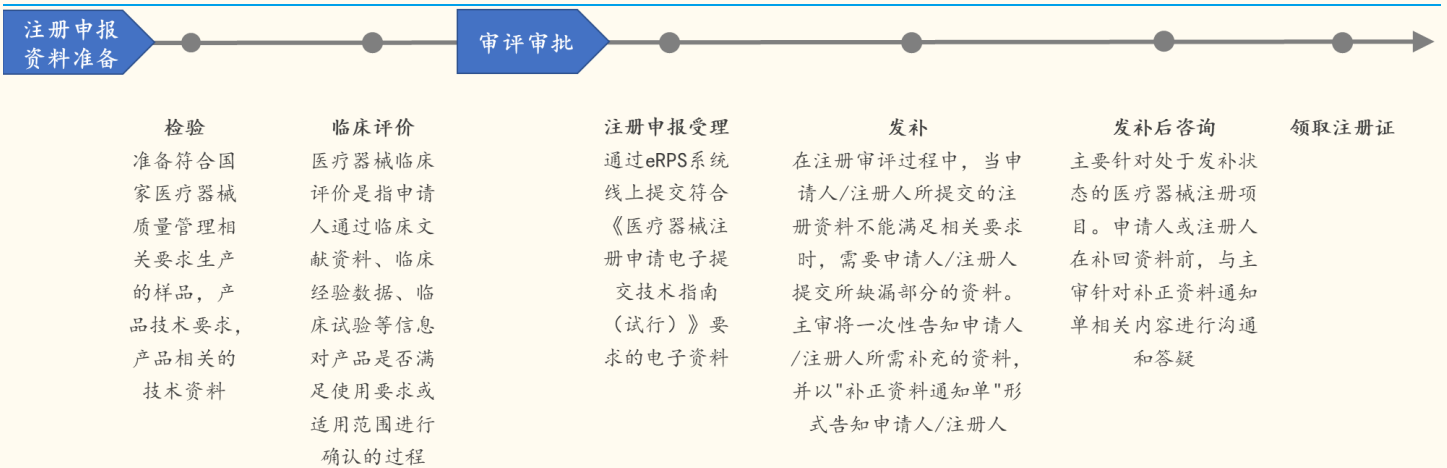 注册申报
资料准备
审评审批
检验
准备符合国
家医疗器械
质量管理相
关要求生产
的样品，产
品技术要求，
产品相关的
技术资料
临床评价
医疗器械临床
评价是指申请
人通过临床文
献资料、临床
经验数据、临
床试验等信息
对产品是否满
足使用要求或
适用范围进行
确认的过程
注册申报受理
通过eRPS系统
线上提交符合
《医疗器械注
册申请电子提
交技术指南
（试行）》要
求的电子资料
发补
在注册审评过程中，当申
请人/注册人所提交的注
册资料不能满足相关要求
时，需要申请人/注册人
提交所缺漏部分的资料。
主审将一次性告知申请人
/注册人所需补充的资料，
并以"补正资料通知单"形
式告知申请人/注册人
发补后咨询
主要针对处于发补状
态的医疗器械注册项
目。申请人或注册人
在补回资料前，与主
审针对补正资料通知
单相关内容进行沟通
和答疑
领取注册证